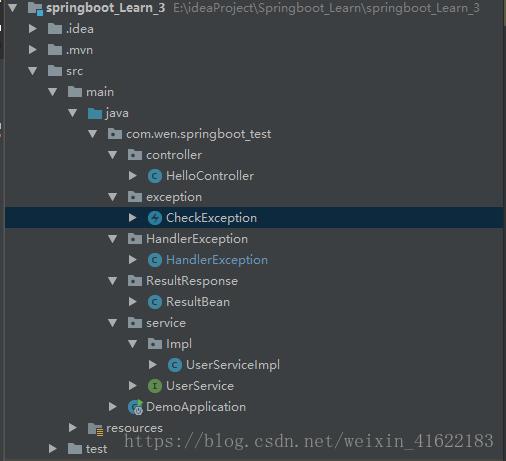 springboot_Learn_3 E:\ideaProject\Springboot_Learn\springboot_Learn_3
.idea
.mvn
src
main
java
com.wen.springboot_test
controller
HelloController
exception
CheckException
HandlerException
HandlerException
ResultResponse
ResultBean
service
Impl
UserServiceImpl
UserService
DemoApplication
resources
test
https://blog.csdn.net/weixin_41622183